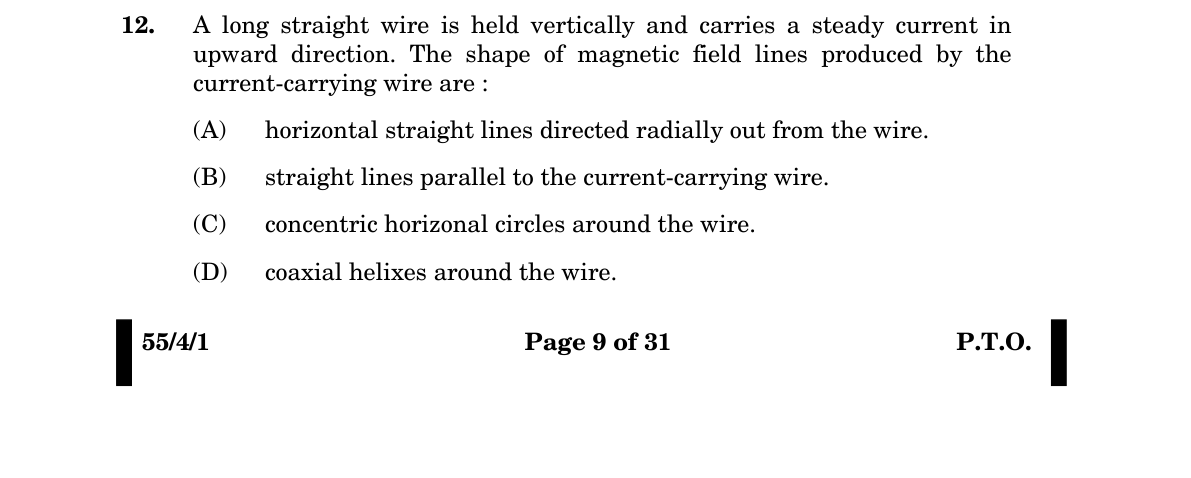 12. A long straight wire is held vertically and carries a steady current in
upward direction. The shape of magnetic field lines produced by the
current-carrying wire are :
(A) horizontal straight lines directed radially out from the wire.
(B) straight lines parallel to the current-carrying wire.
(C) concentric horizonal circles around the wire.
(D) coaxial helixes around the wire.
55/4/1 Page 9 of 31 P.T.O.